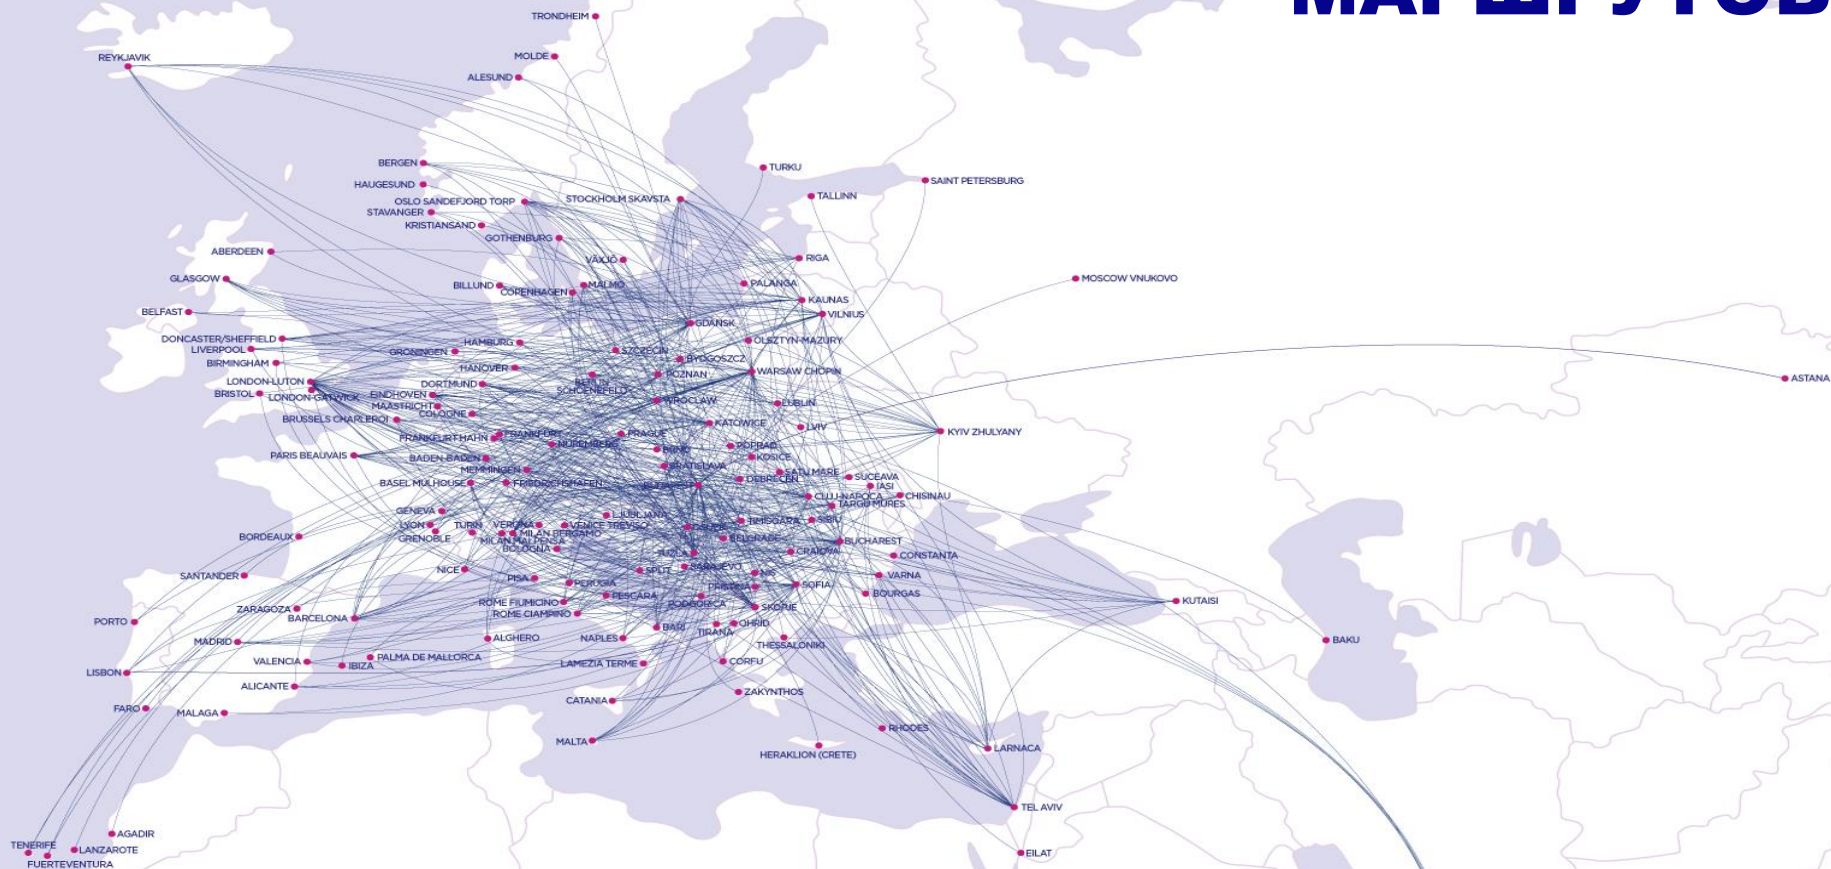 МАРШРУТОВ
TRONDHEIM
REYKJAVIK
MOLDE
ALESUND
BERGEN
TURKU
HAUGESUND
SAINT PETERSBURG
OSLO SANDEFJORD TORP
STOCKHOLM SKAVSTA
TALLINN
STAVANGER
KRISTIANSAND
GOTHENBURG
ABERDEEN
VÄXJÖ
RIGA
GLASGOW
MOSCOW VNUKOVO
BILLUND
MALMO
PALANGA
COPENHAGEN
KAUNAS
BELFAST
VILNIUS
GDAŃSK
DONCASTER/SHEFFIELD
HAMBURG
OLSZTYN-MAZURY
LIVERPOOL
GRONINGEN
SZCZECIN
BYDGOSZCZ
BIRMINGHAM
HANOVER
POZNAN
WARSAW CHOPIN
ASTANA
LONDON-LUTON
DORTMUND
BERLIN
SCHOENEFELD
BRISTOL
LONDON-GATWICK
EINDHOVEN
WROCLAW
LUBLIN
MAASTRICHT
COLOGNE
BRUSSELS CHARLEROI
KATOWICE
LVIV
FRANKFURT HAHN
FRANKFURT
PRAGUE
KYIV ZHULYANY
NUREMBERG
POPRAD
BRNO
PARIS BEAUVAIS
BADEN-BADEN
KOSICE
BRATISLAVA
MEMMINGEN
SATU MARE
SUCEAVA
BASEL MULHOUSE
FRIEDRICHSHAFEN
BUDAPEST
DEBRECEN
IASI
CLUJ-NAPOCA
CHISINAU
TARGU MURES
GENEVA
LJUBLJANA
LYON
TURIN
VERONA
VENICE TREVISO
OSIJEK
TIMISOARA
SIBIU
GRENOBLE
MILAN BERGAMO
BORDEAUX
MILAN MALPENSA
BELGRADE
BUCHAREST
BOLOGNA
TUZLA
CRAIOVA
CONSTANTA
NICE
SPLIT
SARAJEVO
SANTANDER
PISA
PERUGIA
NIS
VARNA
PRISTINA
SOFIA
PESCARA
BOURGAS
ROME FIUMICINO
PODGORICA
KUTAISI
ZARAGOZA
SKOPJE
BARCELONA
ROME CIAMPINO
PORTO
BARI
OHRID
TIRANA
MADRID
ALGHERO
NAPLES
BAKU
THESSALONIKI
VALENCIA
PALMA DE MALLORCA
IBIZA
LAMEZIA TERME
CORFU
LISBON
ALICANTE
ZAKYNTHOS
CATANIA
FARO
MALAGA
RHODES
MALTA
LARNACA
HERAKLION (CRETE)
TEL AVIV
AGADIR
TENERIFE
LANZAROTE
EILAT
FUERTEVENTURA